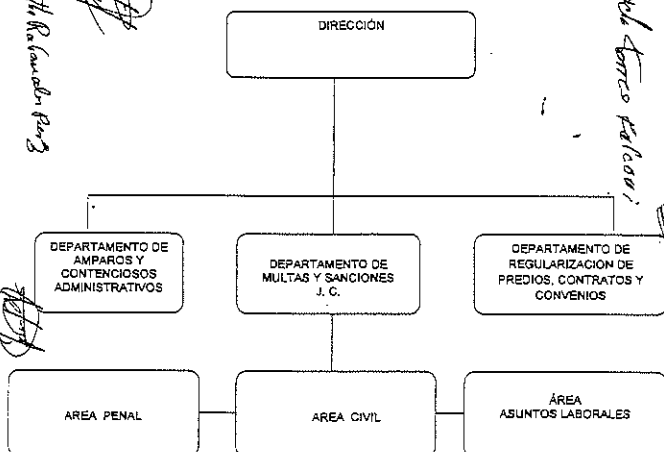 DIRECCIÓN
DEPARTAMENTO DE
AMPAROS Y
CONTENCIOSOS
ADMINISTRATIVOS
DEPARTAMENTO DE
MULTAS Y SANCIONES
J. C.
DEPARTAMENTO DE
REGULARIZACION DE
PREDIOS, CONTRATOS Y
CONVENIOS
AREA PENAL
AREA CIVIL
ÁREA
ASUNTOS LABORALES